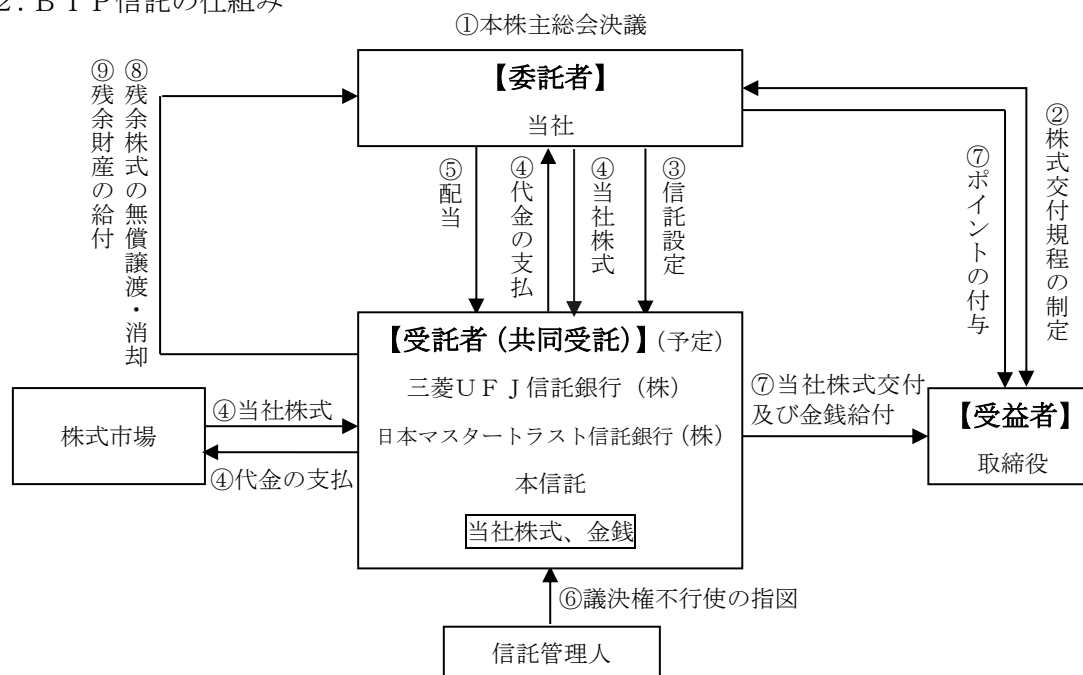 2.ＢＩＰ信託の仕組み
①本株主総会決議
【委託者】
当社
⑨残余財産の給付
⑧残余株式の無償譲渡・消却
⑤配当
④代金の支払
④当社株式
③信託設定
⑦ポイントの付与
②株式交付規程の制定
【受託者（共同受託）】(予定)
三菱ＵＦＪ信託銀行（株）
日本マスタートラスト信託銀行（株）
本信託
当社株式、金銭
株式市場
④当社株式
④代金の支払
⑦当社株式交付
及び金銭給付
【受益者】
取締役
⑥議決権不行使の指図
信託管理人